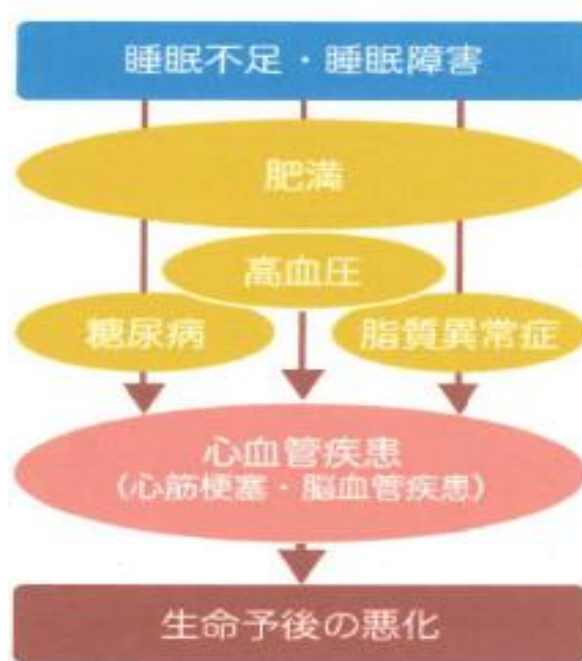 睡眠不足・睡眠障害
肥満
高血圧
糖尿病
脂質異常症
心血管疾患
（心筋梗塞・脳血管疾患）
生命予後の悪化